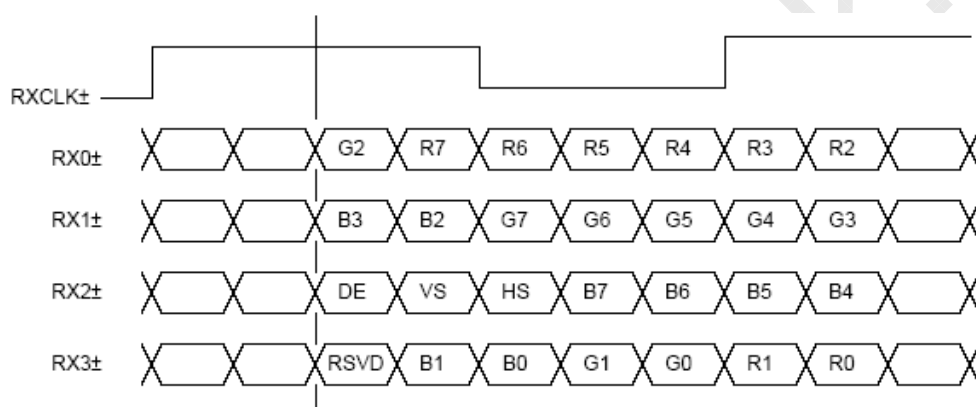 RXCLK±
RX0± G2 R7 R6 R5 R4 R3 R2
RX1± B3 B2 G7 G6 G5 G4 G3
RX2± DE VS HS B7 B6 B5 B4
RX3± RSVD B1 B0 G1 G0 R1 R0